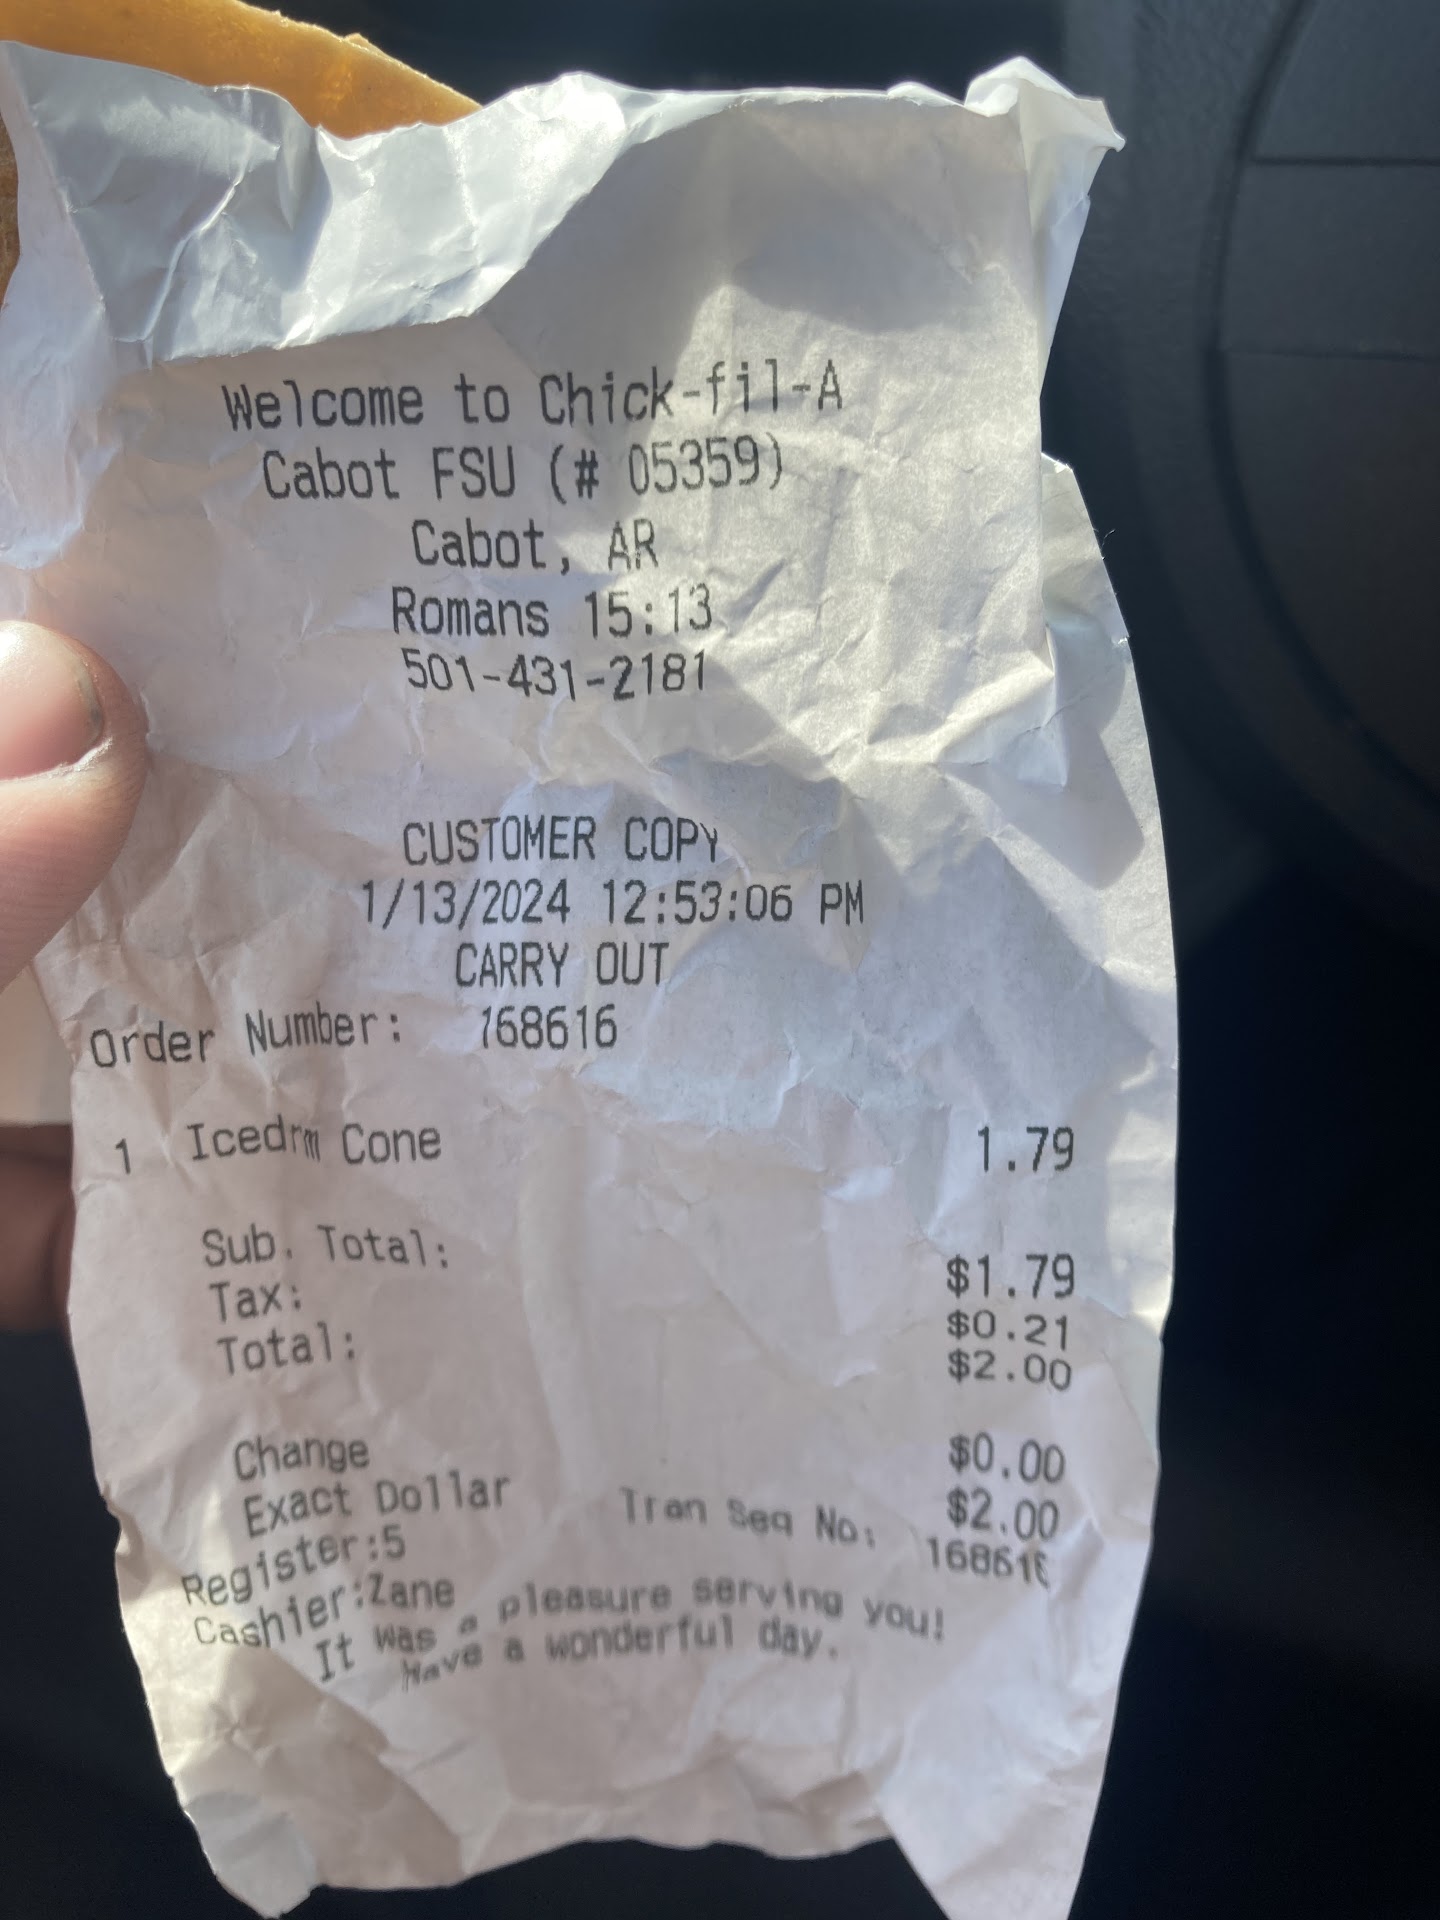 Welcome to Chick-fil-A
Cabot FSU (# 05359)
Cabot, AR
Romans 15:13
501-431-2181
CUSTOMER COPY
1/13/2024 12:53:06 PM
CARRY OUT
Order Number: 168616
1 Icedrm Cone 1.79
Sub. Total: $1.79
Tax: $0.21
Total: $2.00
Change $0.00
Exact Dollar $2.00
Register:5 Tran Seq No: 168616
Cashier:Zane
It was a pleasure serving you!
Have a wonderful day.